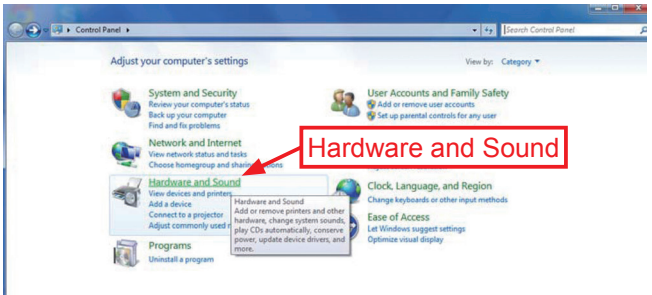 Control Panel
Search Control Panel
Adjust your computer's settings
View by: Category
System and Security
Review your computer's status
Back up your computer
Find and fix problems
Network and Internet
View network status and tasks
Choose homegroup and sharing
Hardware and Sound
View devices and printers
Add a device
Connect to a projector
Adjust commonly used
Hardware and Sound
Add or remove printers and other
hardware, change system sounds,
play CDs automatically, conserve
power, update device drivers, and
more.
Programs
Uninstall a program
User Accounts and Family Safety
Add or remove user accounts
Set up parental controls for any user
Hardware and Sound
Clock, Language, and Region
Change keyboards or other input methods
Ease of Access
Let Windows suggest settings
Optimize visual display